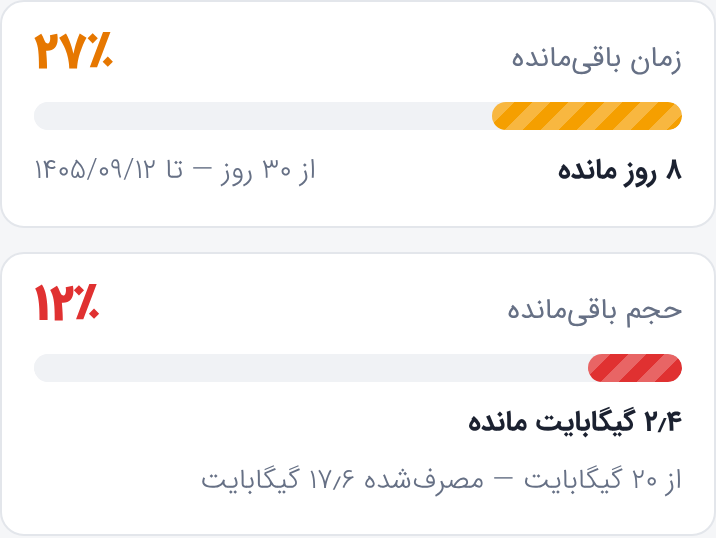 زمان باقی‌مانده
۲۷٪
۸ روز مانده
از ۳۰ روز — تا ۱۴۰۵/۰۹/۱۲
حجم باقی‌مانده
۱۲٪
۲٫۴ گیگابایت مانده
از ۲۰ گیگابایت — مصرف‌شده ۱۷٫۶ گیگابایت